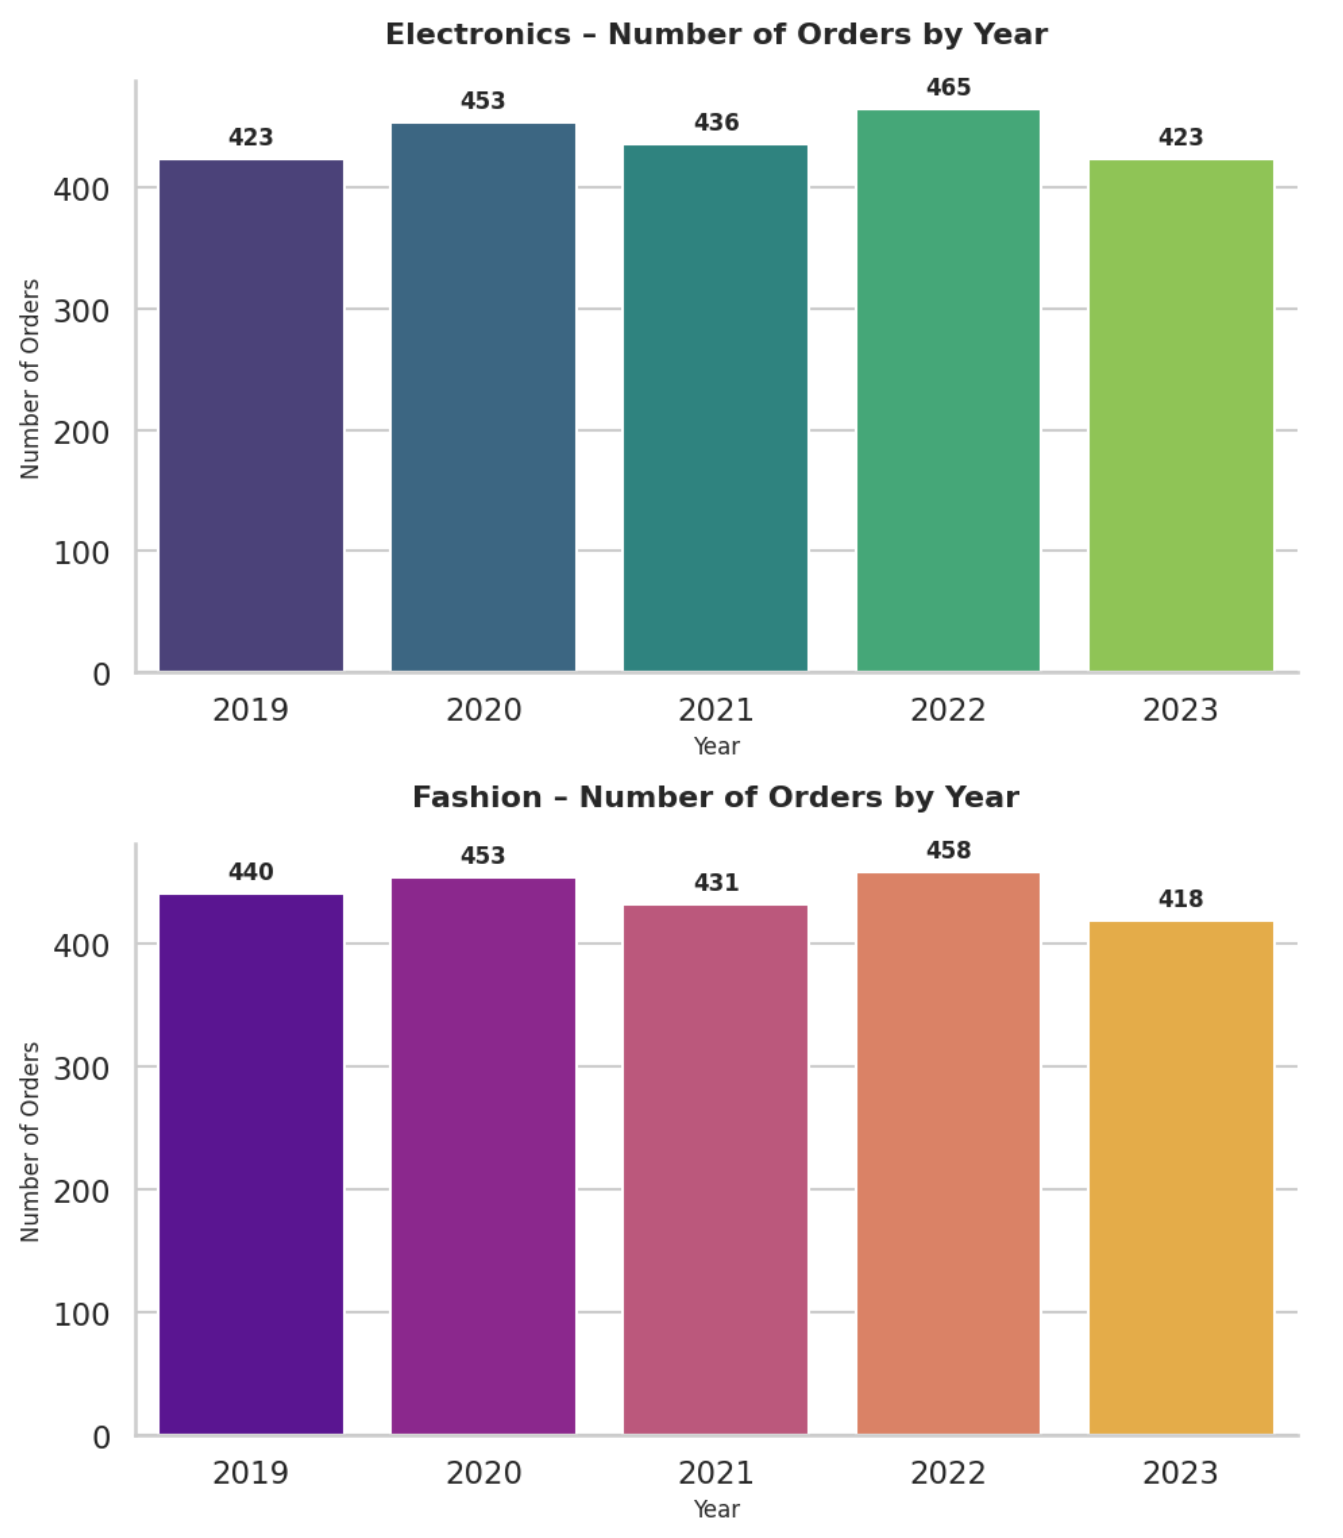 Electronics – Number of Orders by Year
465
453
436
423
423
400
300
200
100
0
Number of Orders
2019 2020 2021 2022 2023
Year
Fashion – Number of Orders by Year
458
453
440
431
418
400
300
200
100
0
Number of Orders
2019 2020 2021 2022 2023
Year